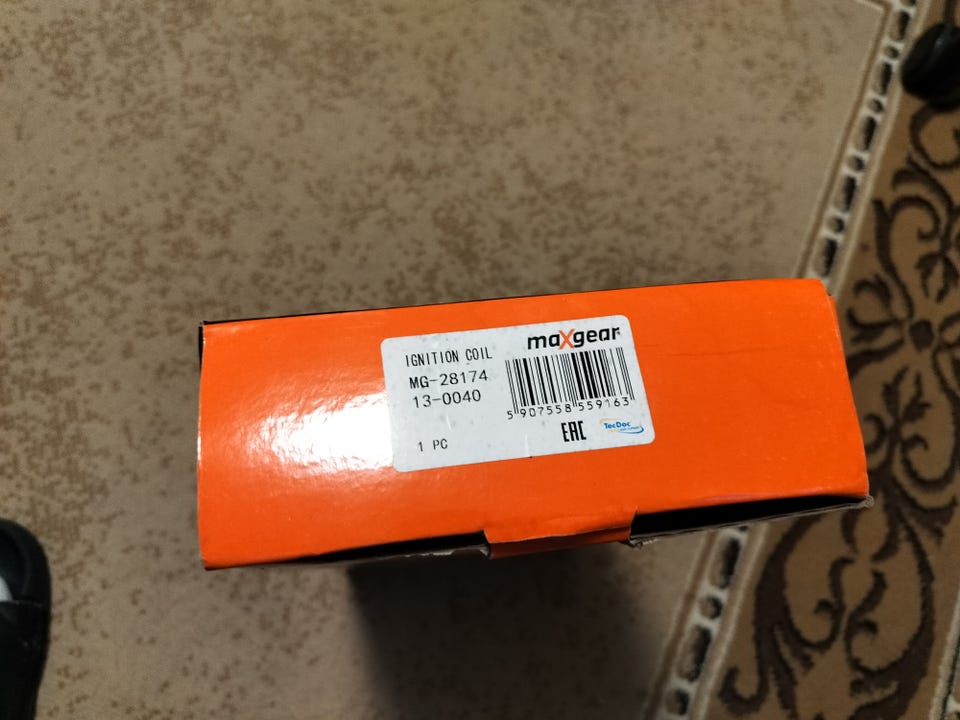 maXgear
IGNITION COIL
MG-28174
13-0040
5 907558 559163
1 PC
EAC
TecDoc